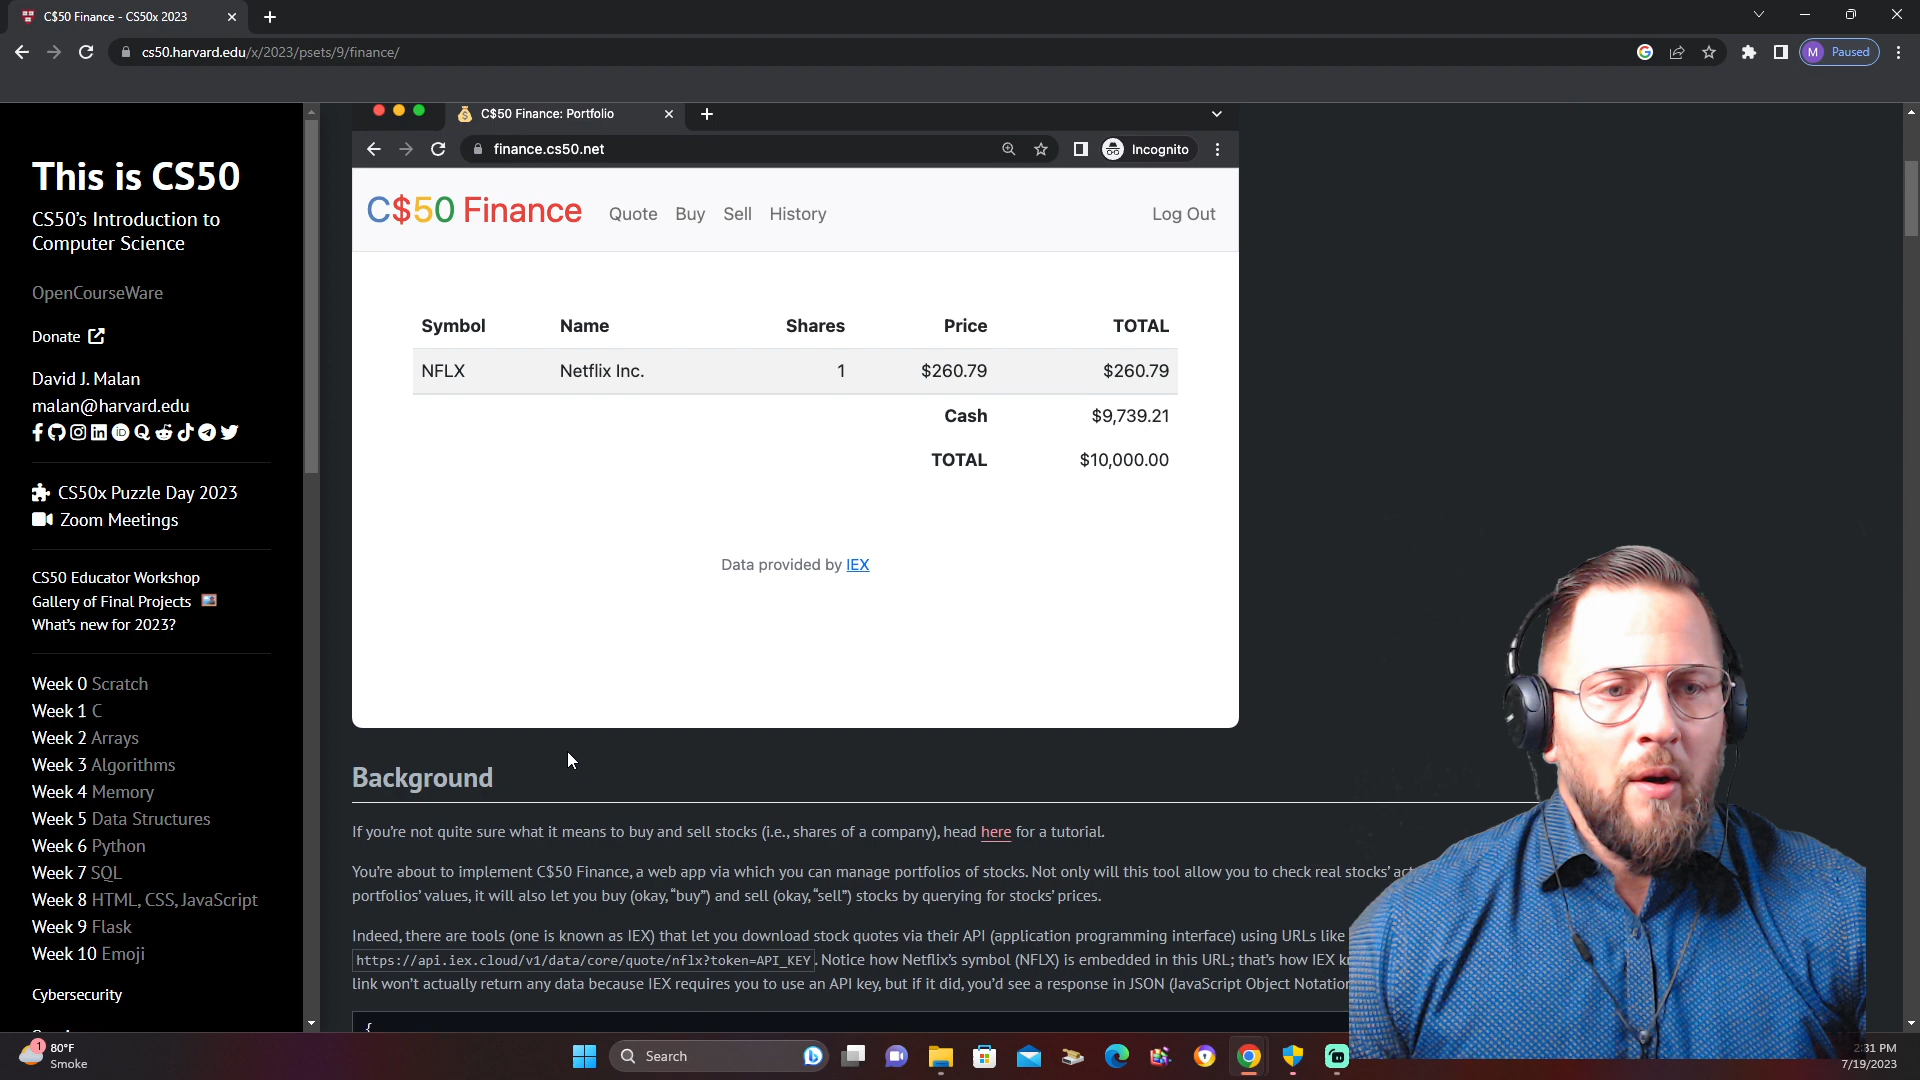 C$50 Finance - CS50x 2023
cs50.harvard.edu/x/2023/psets/9/finance/
M Paused
This is CS50
CS50's Introduction to
Computer Science
OpenCourseWare
Donate
David J. Malan
malan@harvard.edu
CS50x Puzzle Day 2023
Zoom Meetings
CS50 Educator Workshop
Gallery of Final Projects
What's new for 2023?
Week 0 Scratch
Week 1 C
Week 2 Arrays
Week 3 Algorithms
Week 4 Memory
Week 5 Data Structures
Week 6 Python
Week 7 SQL
Week 8 HTML, CSS, JavaScript
Week 9 Flask
Week 10 Emoji
Cybersecurity
C$50 Finance: Portfolio
finance.cs50.net
Incognito
C$50 Finance Quote Buy Sell History Log Out
Symbol Name Shares Price TOTAL
NFLX Netflix Inc. 1 $260.79 $260.79
Cash $9,739.21
TOTAL $10,000.00
Data provided by IEX
Background
If you're not quite sure what it means to buy and sell stocks (i.e., shares of a company), head here for a tutorial.
You're about to implement C$50 Finance, a web app via which you can manage portfolios of stocks. Not only will this tool allow you to check real stocks'
portfolios' values, it will also let you buy (okay, "buy") and sell (okay, "sell") stocks by querying for stocks' prices.
Indeed, there are tools (one is known as IEX) that let you download stock quotes via their API (application programming interface) using URLs like
https://api.iex.cloud/v1/data/core/quote/nflx?token=API_KEY. Notice how Netflix's symbol (NFLX) is embedded in this URL; that's how IEX
link won't actually return any data because IEX requires you to use an API key, but if it did, you'd see a response in JSON (JavaScript Object
{
1
80°F
Smoke
Search
2:31 PM
7/19/2023